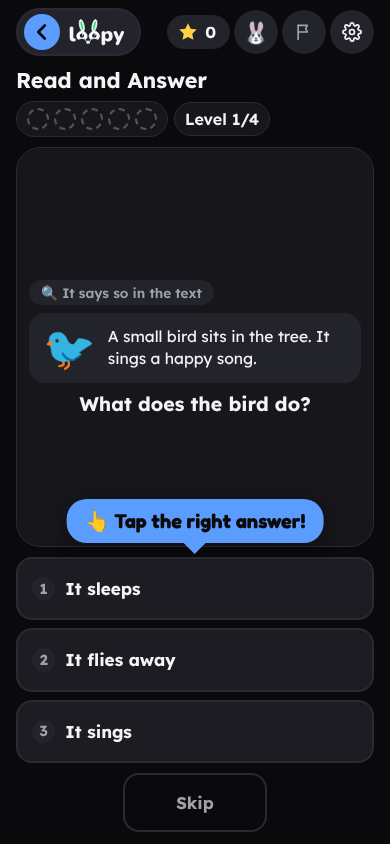 loopy
0
Read and Answer
Level 1/4
It says so in the text
A small bird sits in the tree. It
sings a happy song.
What does the bird do?
Tap the right answer!
1 It sleeps
2 It flies away
3 It sings
Skip